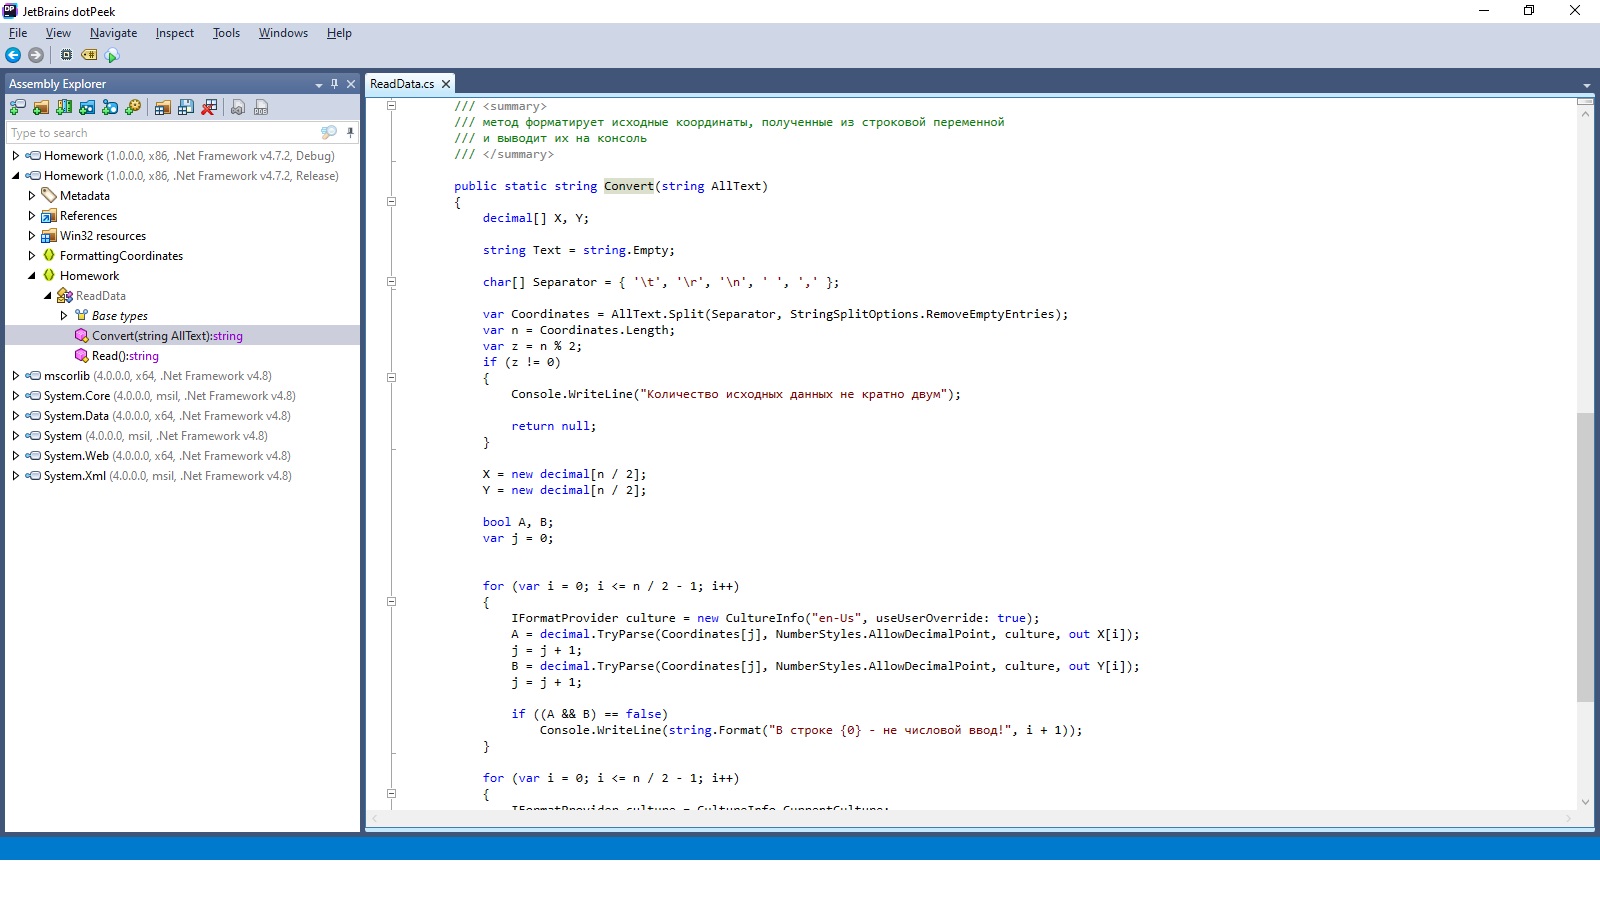 JetBrains dotPeek
File View Navigate Inspect Tools Windows Help
Assembly Explorer
Type to search
Homework (1.0.0.0, x86, .Net Framework v4.7.2, Debug)
Homework (1.0.0.0, x86, .Net Framework v4.7.2, Release)
Metadata
References
Win32 resources
FormattingCoordinates
Homework
ReadData
Base types
Convert(string AllText):string
Read():string
mscorlib (4.0.0.0, x64, .Net Framework v4.8)
System.Core (4.0.0.0, msil, .Net Framework v4.8)
System.Data (4.0.0.0, x64, .Net Framework v4.8)
System (4.0.0.0, msil, .Net Framework v4.8)
System.Web (4.0.0.0, x64, .Net Framework v4.8)
System.Xml (4.0.0.0, msil, .Net Framework v4.8)
ReadData.cs
/// <summary>
/// метод форматирует исходные координаты, полученные из строковой переменной
/// и выводит их на консоль
/// </summary>
public static string Convert(string AllText)
{
decimal[] X, Y;
string Text = string.Empty;
char[] Separator = { '\t', '\r', '\n', ' ', ',' };
var Coordinates = AllText.Split(Separator, StringSplitOptions.RemoveEmptyEntries);
var n = Coordinates.Length;
var z = n % 2;
if (z != 0)
{
Console.WriteLine("Количество исходных данных не кратно двум");
return null;
}
X = new decimal[n / 2];
Y = new decimal[n / 2];
bool A, B;
var j = 0;
for (var i = 0; i <= n / 2 - 1; i++)
{
IFormatProvider culture = new CultureInfo("en-Us", useUserOverride: true);
A = decimal.TryParse(Coordinates[j], NumberStyles.AllowDecimalPoint, culture, out X[i]);
j = j + 1;
B = decimal.TryParse(Coordinates[j], NumberStyles.AllowDecimalPoint, culture, out Y[i]);
j = j + 1;
if ((A && B) == false)
Console.WriteLine(string.Format("В строке {0} - не числовой ввод!", i + 1));
}
for (var i = 0; i <= n / 2 - 1; i++)
{
IFormatProvider culture = CultureInfo.CurrentCulture;